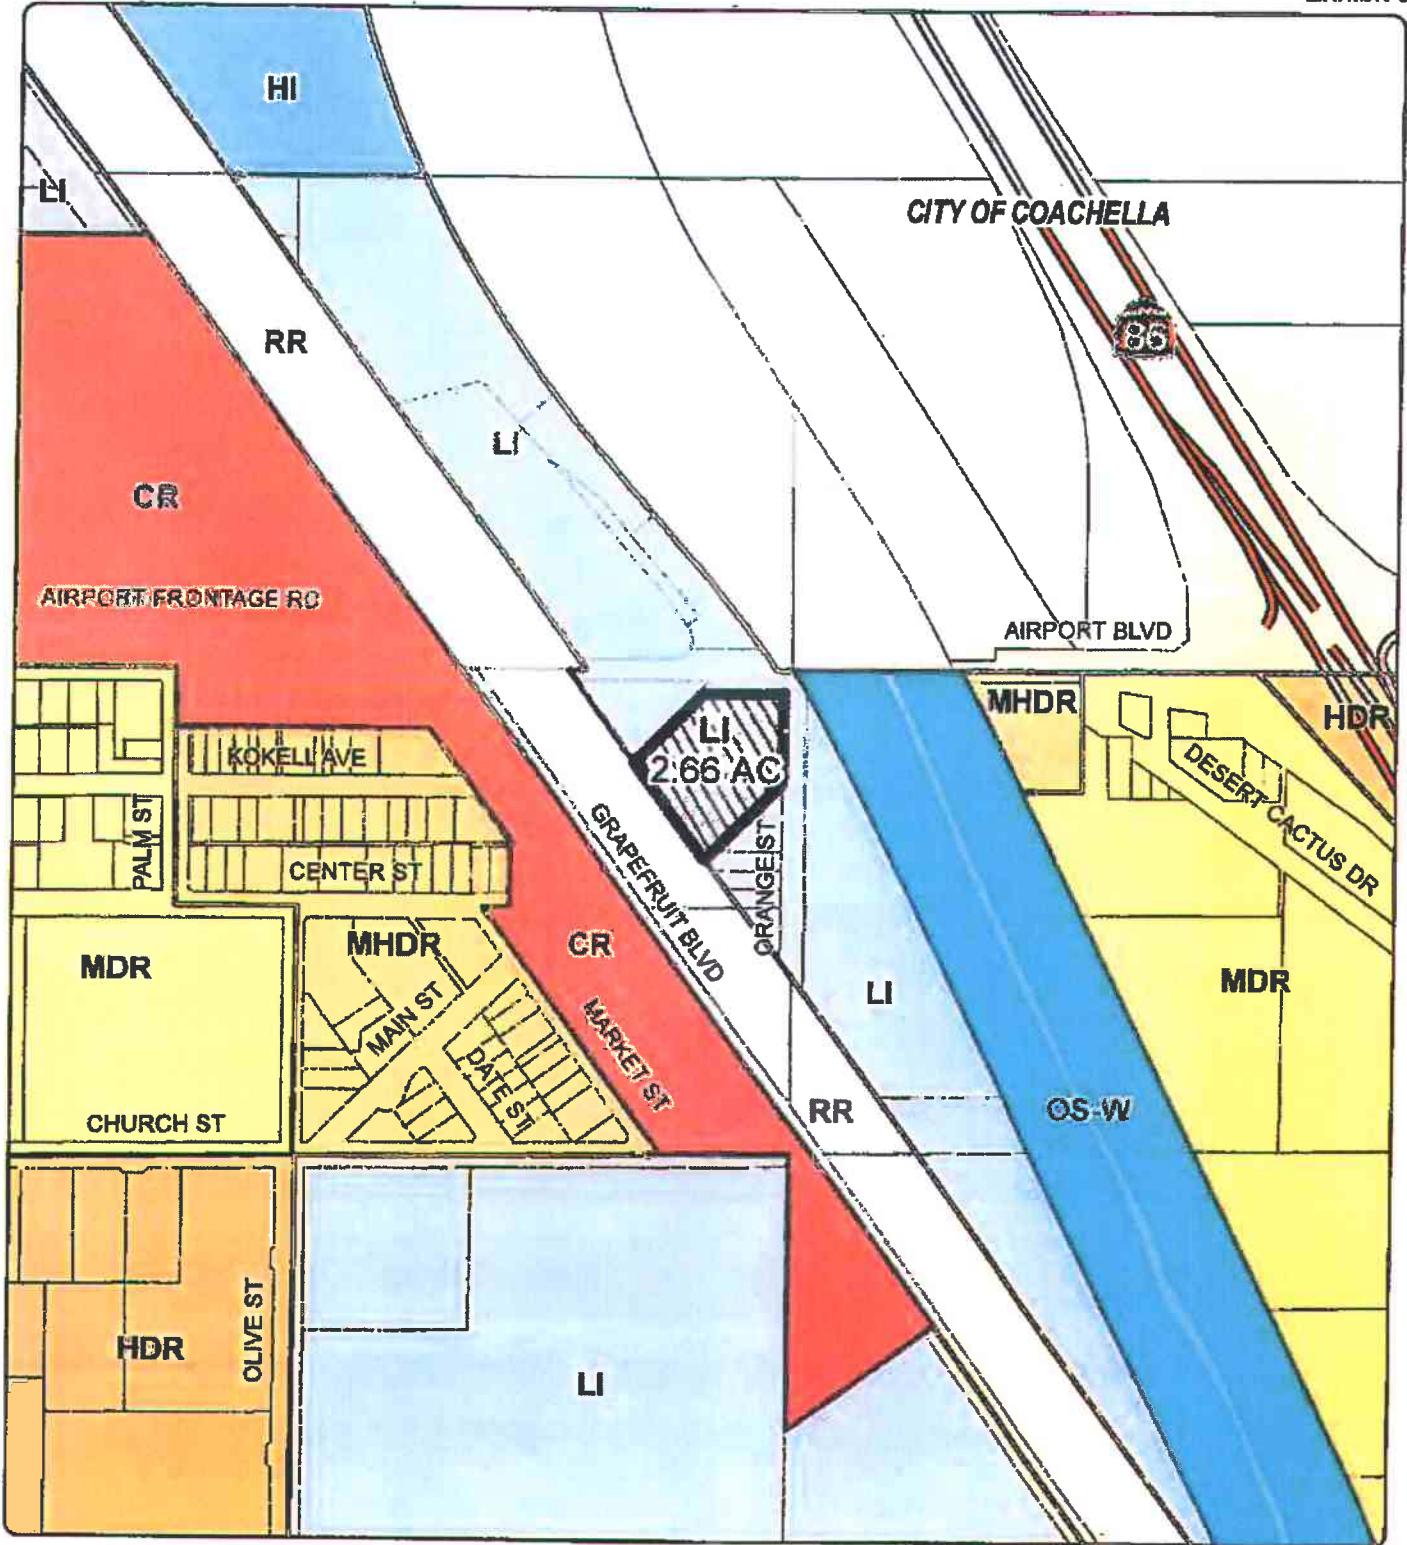 HI
LI
CITY OF COACHELLA
86
RR
LI
CR
AIRPORT FRONTAGE RD
AIRPORT BLVD
MHDR
HDR
LI
2.66 AC
KOKELL AVE
DESERT CACTUS DR
PALM ST
GRAPEFRUIT BLVD
ORANGE ST
CENTER ST
MHDR
CR
MDR
MDR
LI
MAIN ST
MARKET ST
DATE ST
CHURCH ST
RR
OS-W
OLIVE ST
HDR
LI